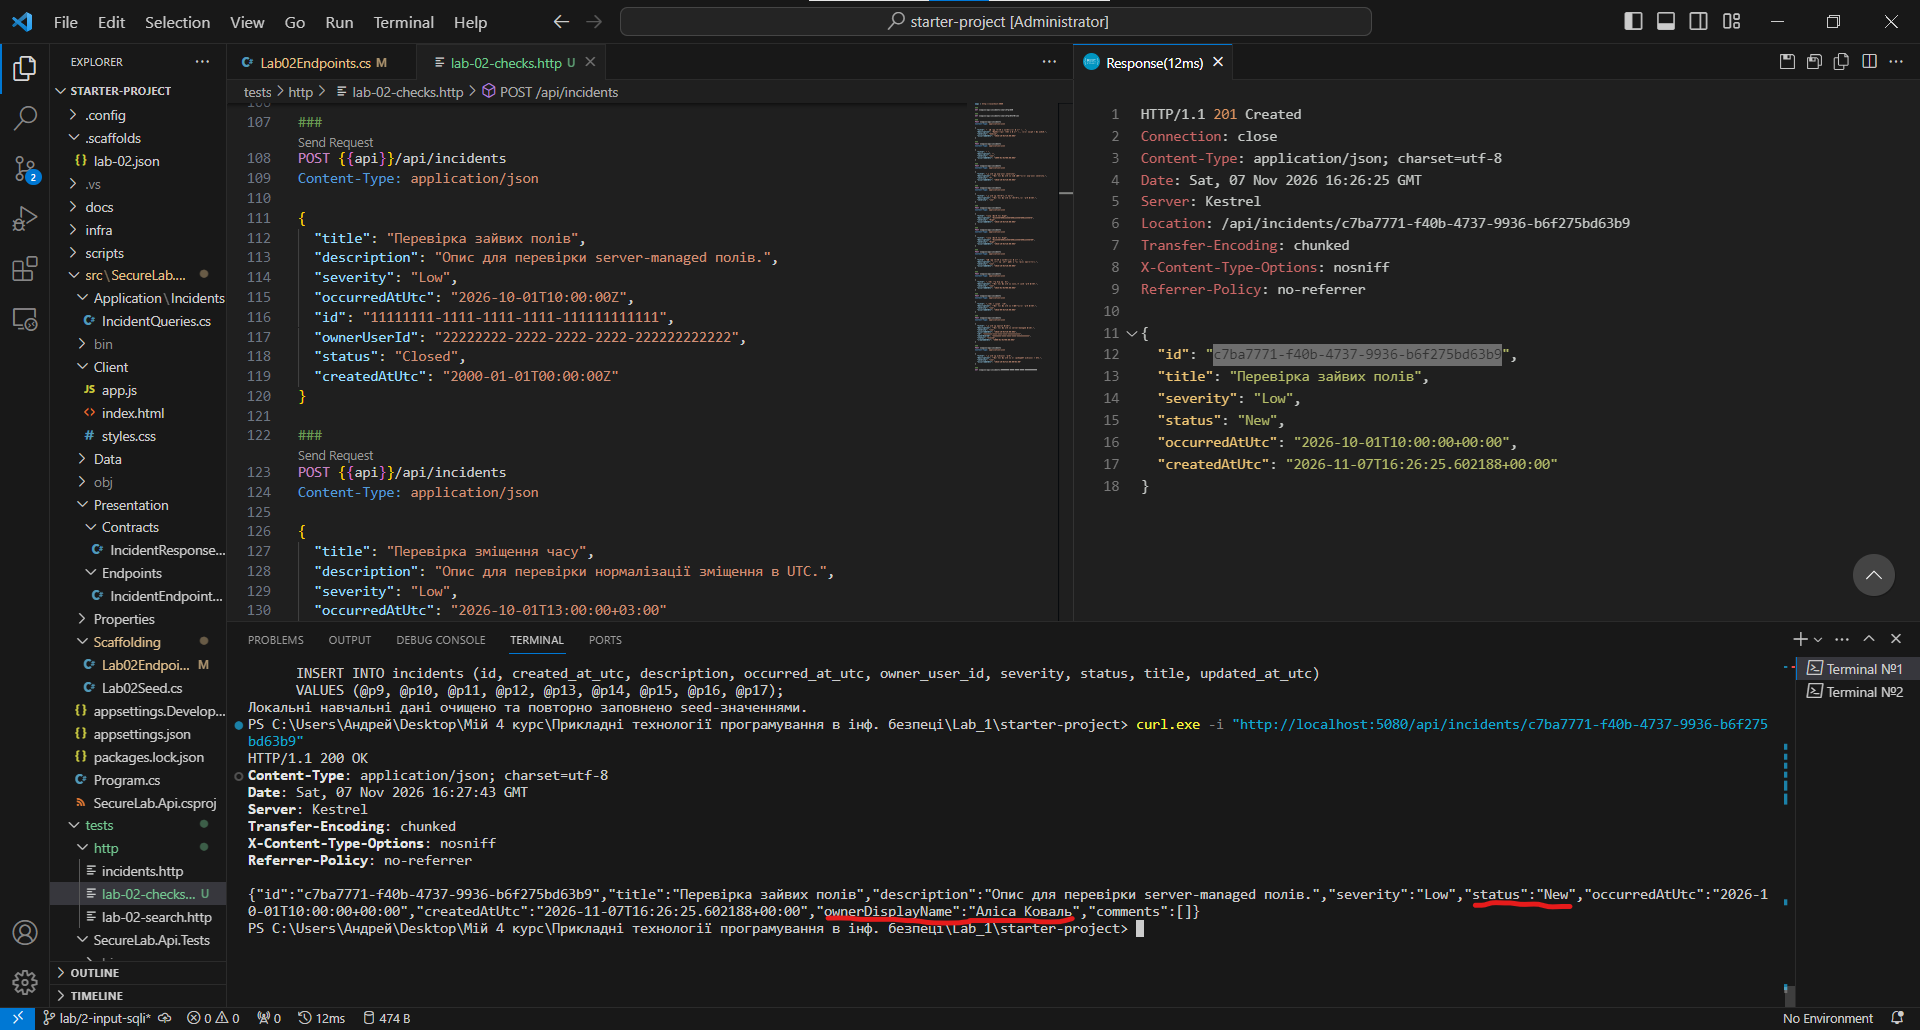 File Edit Selection View Go Run Terminal Help
starter-project [Administrator]
EXPLORER
STARTER-PROJECT
.config
.scaffolds
{} lab-02.json
.vs
docs
infra
scripts
src\SecureLab....
Application\Incidents
C# IncidentQueries.cs
bin
Client
JS app.js
<> index.html
# styles.css
Data
obj
Presentation
Contracts
C# IncidentResponse...
Endpoints
C# IncidentEndpoint...
Properties
Scaffolding
C# Lab02Endpoi... M
C# Lab02Seed.cs
{} appsettings.Develop...
{} appsettings.json
{} packages.lock.json
C# Program.cs
SecureLab.Api.csproj
tests
http
incidents.http
lab-02-checks... U
lab-02-search.http
SecureLab.Api.Tests
OUTLINE
TIMELINE
2
C# Lab02Endpoints.cs M
lab-02-checks.http U
tests > http > lab-02-checks.http > POST /api/incidents
107 ###
Send Request
108 POST {{api}}/api/incidents
109 Content-Type: application/json
110
111 {
112 "title": "Перевірка зайвих полів",
113 "description": "Опис для перевірки server-managed полів.",
114 "severity": "Low",
115 "occurredAtUtc": "2026-10-01T10:00:00Z",
116 "id": "11111111-1111-1111-1111-111111111111",
117 "ownerUserId": "22222222-2222-2222-2222-222222222222",
118 "status": "Closed",
119 "createdAtUtc": "2000-01-01T00:00:00Z"
120 }
121
122 ###
Send Request
123 POST {{api}}/api/incidents
124 Content-Type: application/json
125
126 {
127 "title": "Перевірка зміщення часу",
128 "description": "Опис для перевірки нормалізації зміщення в UTC.",
129 "severity": "Low",
130 "occurredAtUtc": "2026-10-01T13:00:00+03:00"
Response(12ms)
1 HTTP/1.1 201 Created
2 Connection: close
3 Content-Type: application/json; charset=utf-8
4 Date: Sat, 07 Nov 2026 16:26:25 GMT
5 Server: Kestrel
6 Location: /api/incidents/c7ba7771-f40b-4737-9936-b6f275bd63b9
7 Transfer-Encoding: chunked
8 X-Content-Type-Options: nosniff
9 Referrer-Policy: no-referrer
10
11 {
12 "id": "c7ba7771-f40b-4737-9936-b6f275bd63b9",
13 "title": "Перевірка зайвих полів",
14 "severity": "Low",
15 "status": "New",
16 "occurredAtUtc": "2026-10-01T10:00:00+00:00",
17 "createdAtUtc": "2026-11-07T16:26:25.602188+00:00"
18 }
PROBLEMS OUTPUT DEBUG CONSOLE TERMINAL PORTS
INSERT INTO incidents (id, created_at_utc, description, occurred_at_utc, owner_user_id, severity, status, title, updated_at_utc)
VALUES (@p9, @p10, @p11, @p12, @p13, @p14, @p15, @p16, @p17);
Локальні навчальні дані очищено та повторно заповнено seed-значеннями.
PS C:\Users\Андрей\Desktop\Мій 4 курс\Прикладні технології програмування в інф. безпеці\Lab_1\starter-project> curl.exe -i "http://localhost:5080/api/incidents/c7ba7771-f40b-4737-9936-b6f275
bd63b9"
HTTP/1.1 200 OK
Content-Type: application/json; charset=utf-8
Date: Sat, 07 Nov 2026 16:27:43 GMT
Server: Kestrel
Transfer-Encoding: chunked
X-Content-Type-Options: nosniff
Referrer-Policy: no-referrer
{"id":"c7ba7771-f40b-4737-9936-b6f275bd63b9","title":"Перевірка зайвих полів","description":"Опис для перевірки server-managed полів.","severity":"Low","status":"New","occurredAtUtc":"2026-1
0-01T10:00:00+00:00","createdAtUtc":"2026-11-07T16:26:25.602188+00:00","ownerDisplayName":"Аліса Коваль","comments":[]}
PS C:\Users\Андрей\Desktop\Мій 4 курс\Прикладні технології програмування в інф. безпеці\Lab_1\starter-project>
Terminal №1
Terminal №2
lab/2-input-sqli* 0 0 0 12ms 474 B
No Environment